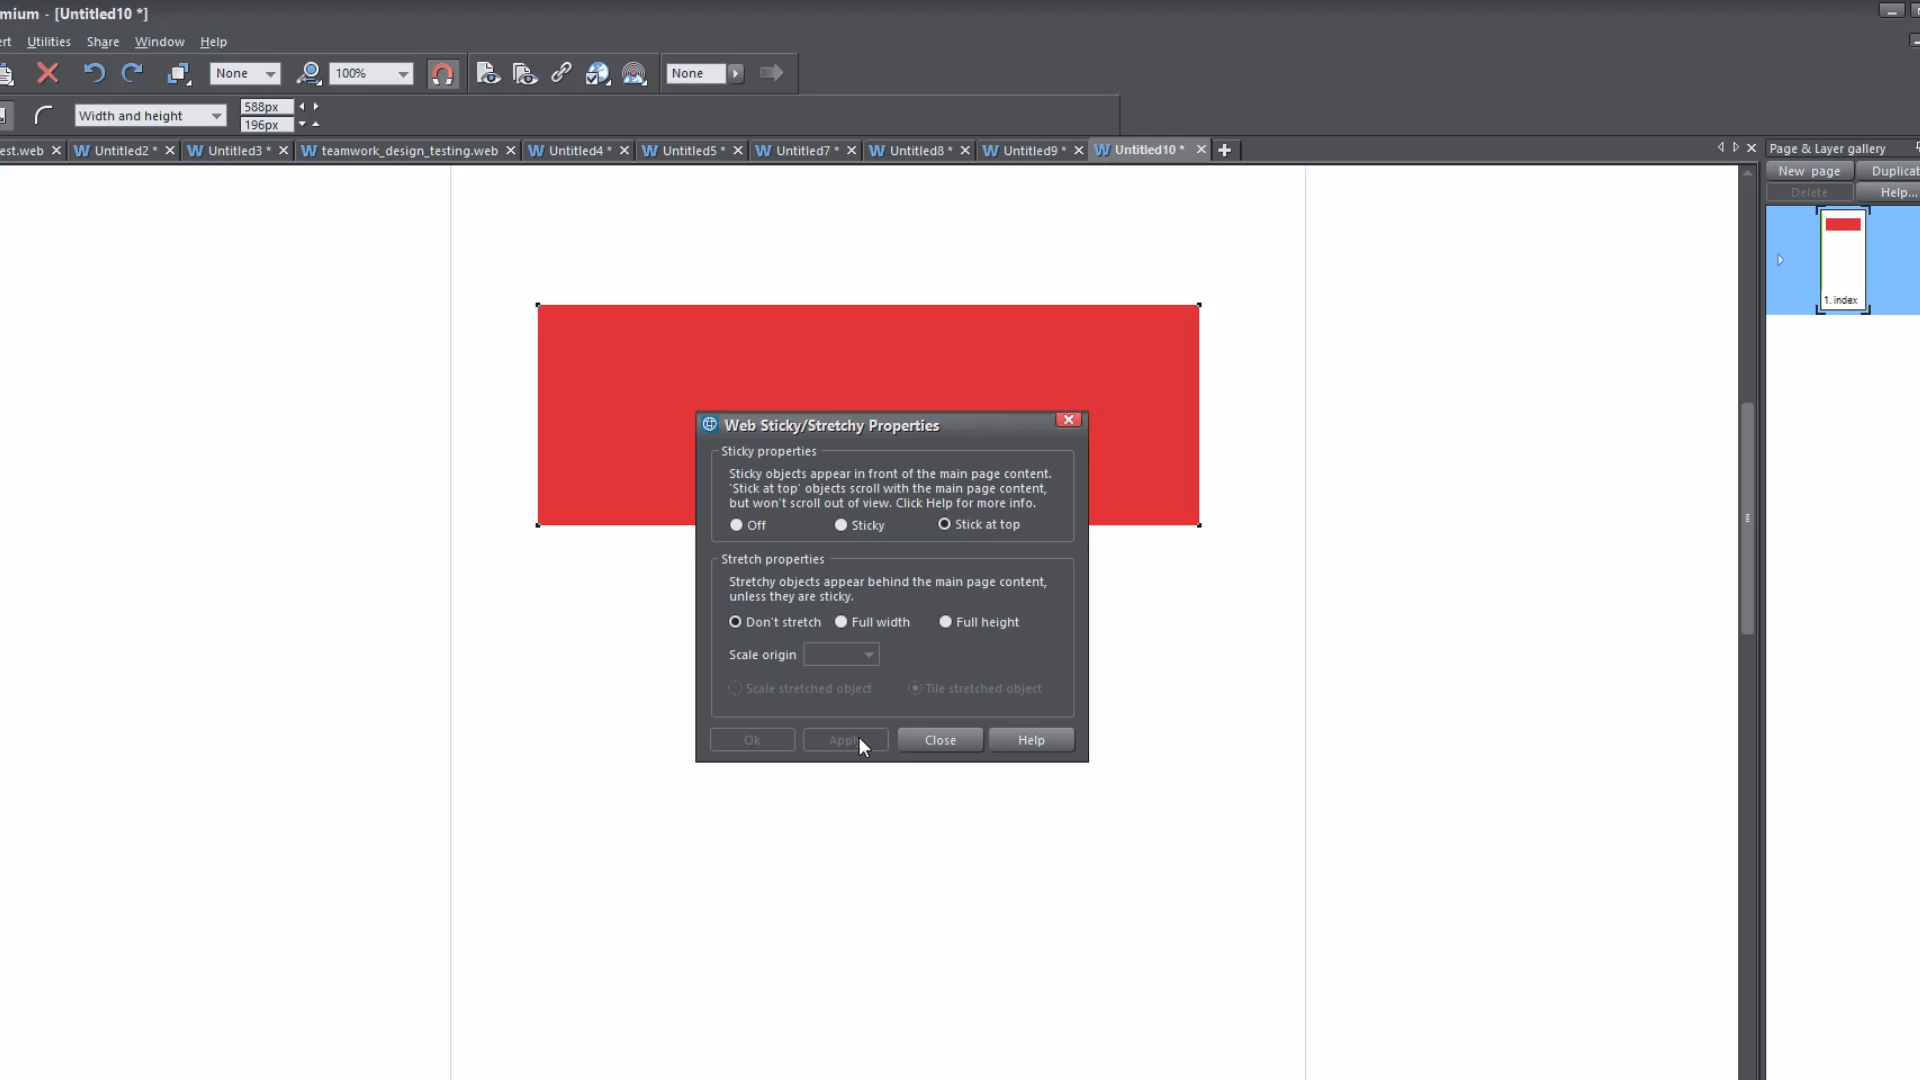 mium - [Untitled10 *]
ert Utilities Share Window Help
None 100% None
Width and height 588px
196px
est.web Untitled2 * Untitled3 * teamwork_design_testing.web Untitled4 * Untitled5 * Untitled7 * Untitled8 * Untitled9 * Untitled10 *
Page & Layer gallery
New page Duplicat
Delete Help...
1. index
Web Sticky/Stretchy Properties
Sticky properties
Sticky objects appear in front of the main page content.
'Stick at top' objects scroll with the main page content,
but won't scroll out of view. Click Help for more info.
Off Sticky Stick at top
Stretch properties
Stretchy objects appear behind the main page content,
unless they are sticky.
Don't stretch Full width Full height
Scale origin
Scale stretched object Tile stretched object
Ok Apply Close Help